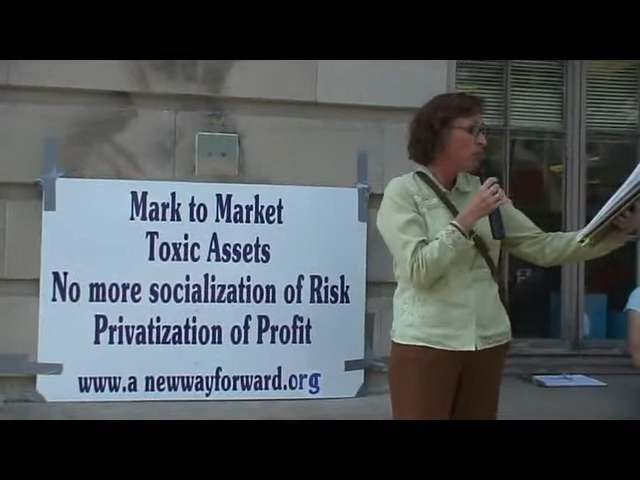 Mark to Market
Toxic Assets
No more socialization of Risk
Privatization of Profit
www.a newwayforward.org